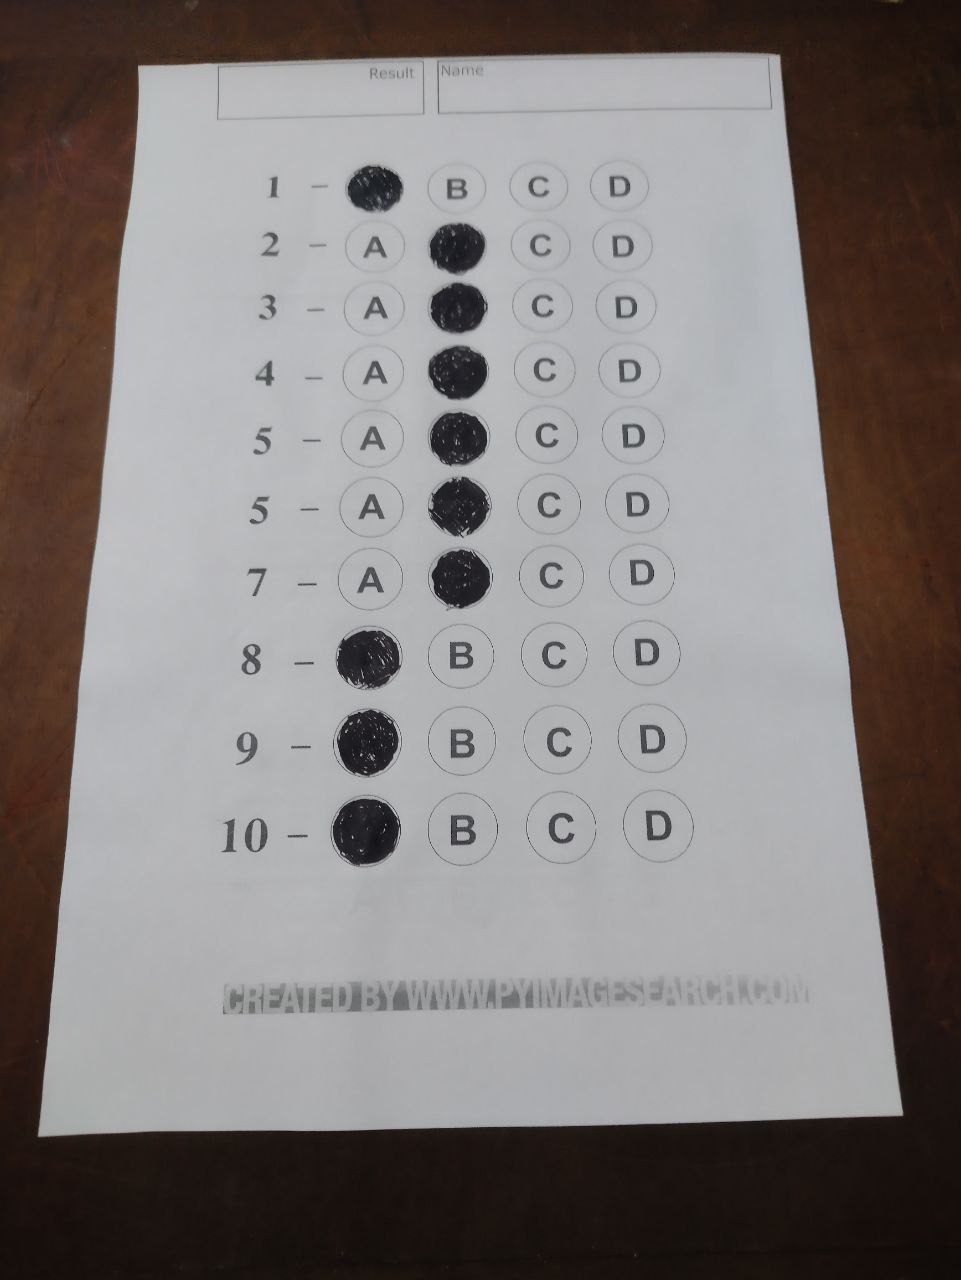 Result Name
1 - B C D
2 - A C D
3 - A C D
4 - A C D
5 - A C D
5 - A C D
7 - A C D
8 - B C D
9 - B C D
10 - B C D
CREATED BY WWW.PYIMAGESEARCH.COM